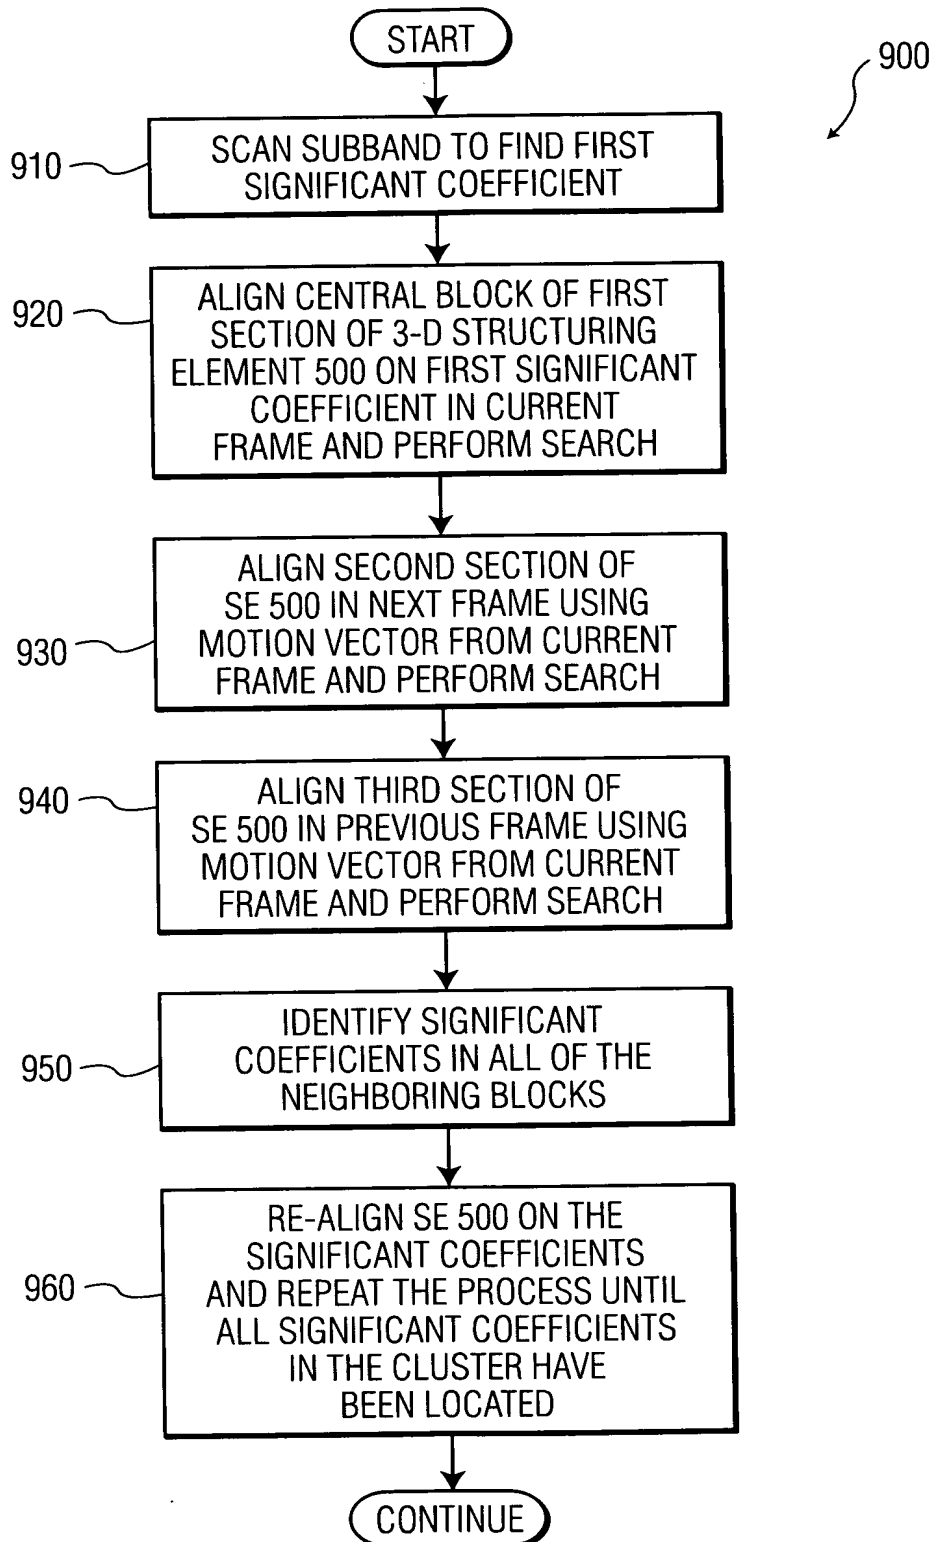 START
900
910
SCAN SUBBAND TO FIND FIRST
SIGNIFICANT COEFFICIENT
920
ALIGN CENTRAL BLOCK OF FIRST
SECTION OF 3-D STRUCTURING
ELEMENT 500 ON FIRST SIGNIFICANT
COEFFICIENT IN CURRENT
FRAME AND PERFORM SEARCH
930
ALIGN SECOND SECTION OF
SE 500 IN NEXT FRAME USING
MOTION VECTOR FROM CURRENT
FRAME AND PERFORM SEARCH
940
ALIGN THIRD SECTION OF
SE 500 IN PREVIOUS FRAME USING
MOTION VECTOR FROM CURRENT
FRAME AND PERFORM SEARCH
950
IDENTIFY SIGNIFICANT
COEFFICIENTS IN ALL OF THE
NEIGHBORING BLOCKS
960
RE-ALIGN SE 500 ON THE
SIGNIFICANT COEFFICIENTS
AND REPEAT THE PROCESS UNTIL
ALL SIGNIFICANT COEFFICIENTS
IN THE CLUSTER HAVE
BEEN LOCATED
CONTINUE